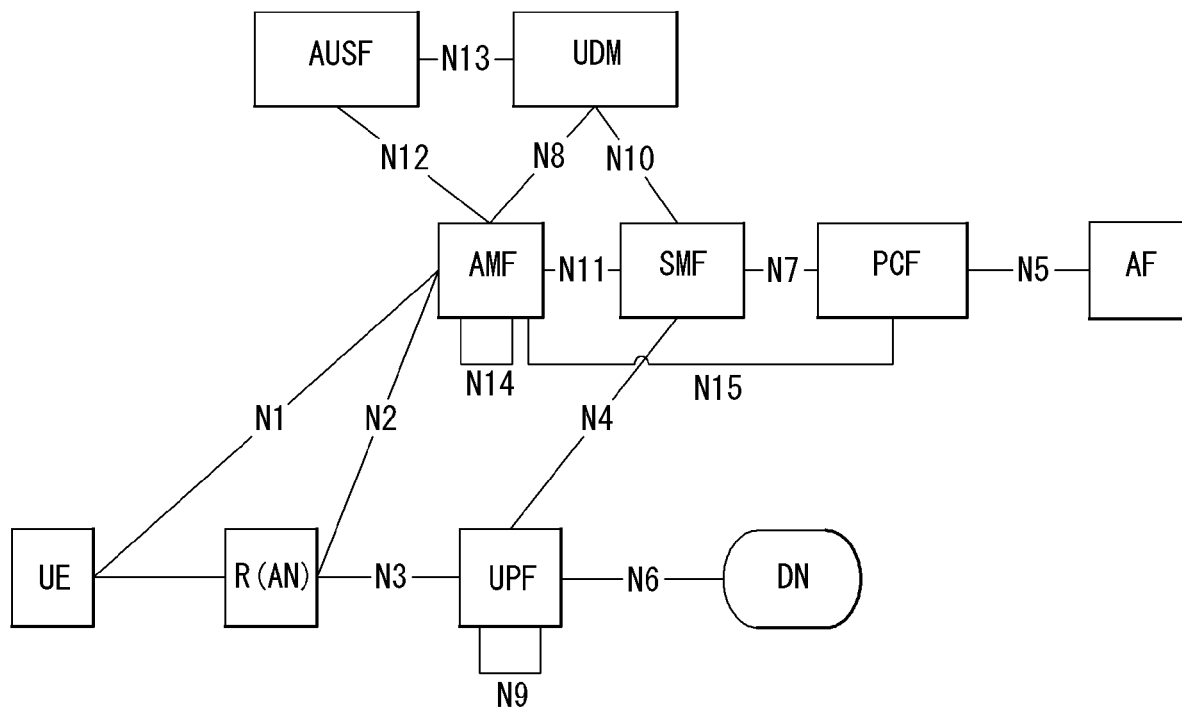 AUSF N13 UDM
N12 N8 N10
AMF N11 SMF N7 PCF N5 AF
N14 N15
N1 N2 N4
UE R(AN) N3 UPF N6 DN
N9